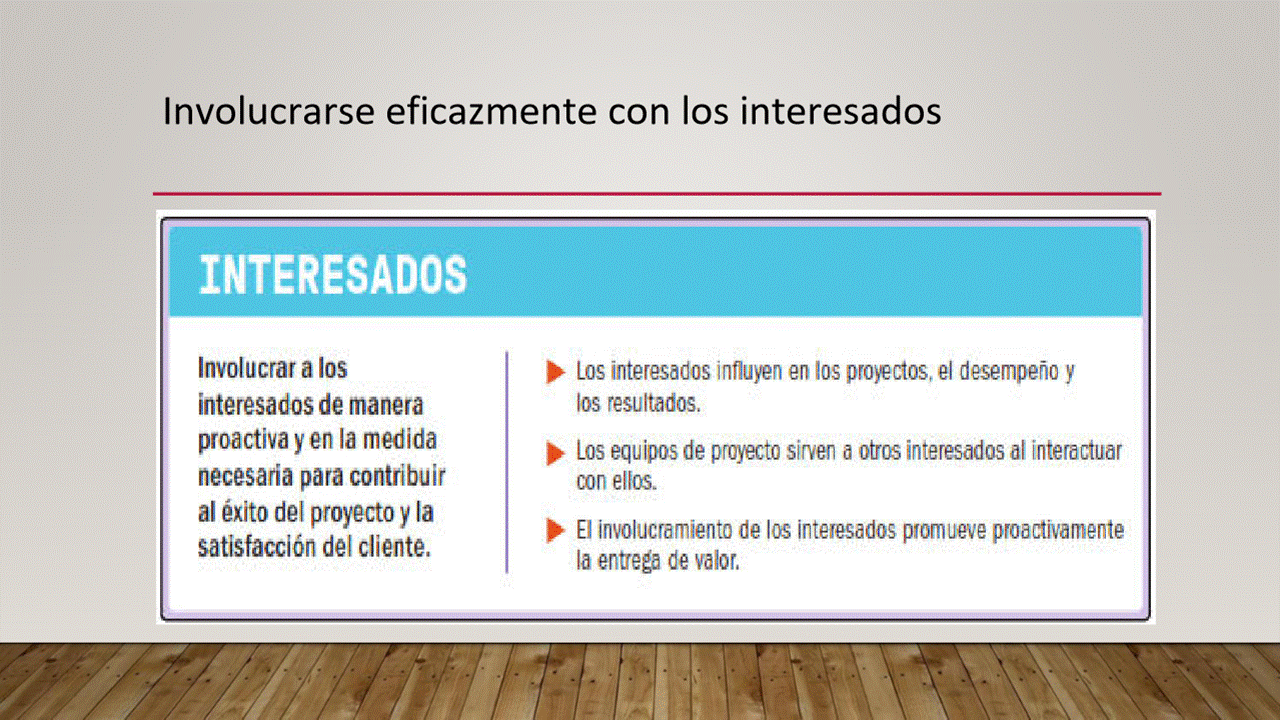 Involucrarse eficazmente con los interesados
INTERESADOS
Involucrar a los
interesados de manera
proactiva y en la medida
necesaria para contribuir
al éxito del proyecto y la
satisfacción del cliente.
Los interesados influyen en los proyectos, el desempeño y
los resultados.
Los equipos de proyecto sirven a otros interesados al interactuar
con ellos.
El involucramiento de los interesados promueve proactivamente
la entrega de valor.